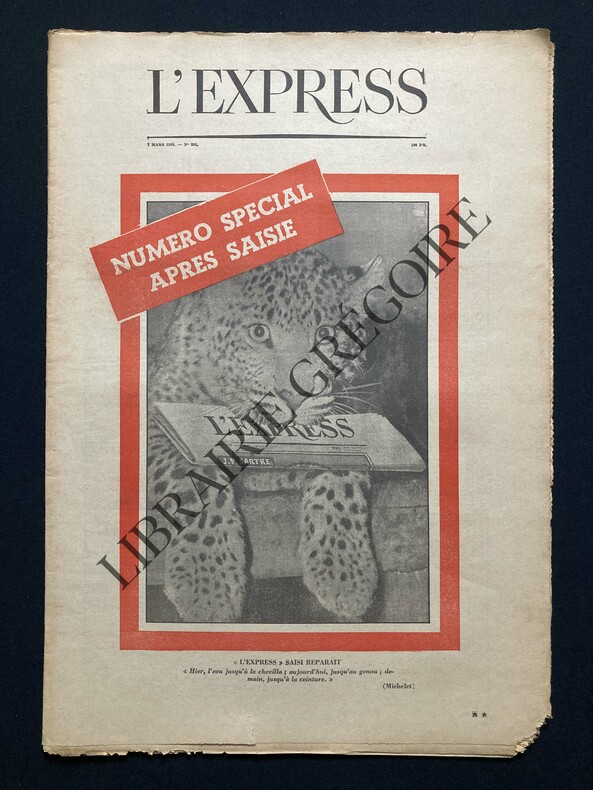 L'EXPRESS
7 MARS 1958. — N° 351.
100 FR.
NUMERO SPECIAL
APRES SAISIE
L'EXPRESS
J.P. SARTRE
LIBRAIRIE GRÉGOIRE
« L'EXPRESS » SAISI REPARAIT
« Hier, l'eau jusqu'à la cheville ; aujourd'hui, jusqu'au genou ; de-
main, jusqu'à la ceinture. »
(Michelet)